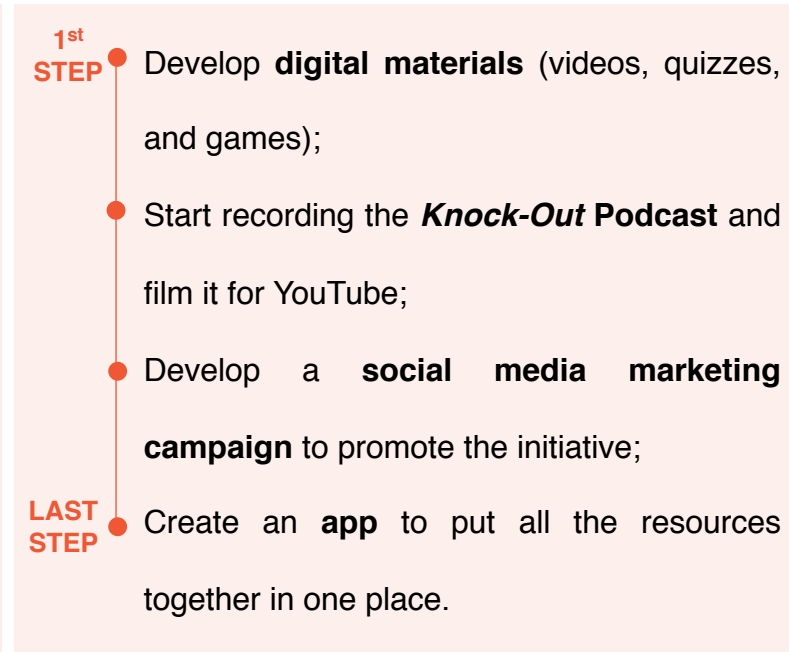 1st
STEP
Develop digital materials (videos, quizzes,
and games);
Start recording the Knock-Out Podcast and
film it for YouTube;
Develop a social media marketing
campaign to promote the initiative;
LAST
STEP
Create an app to put all the resources
together in one place.